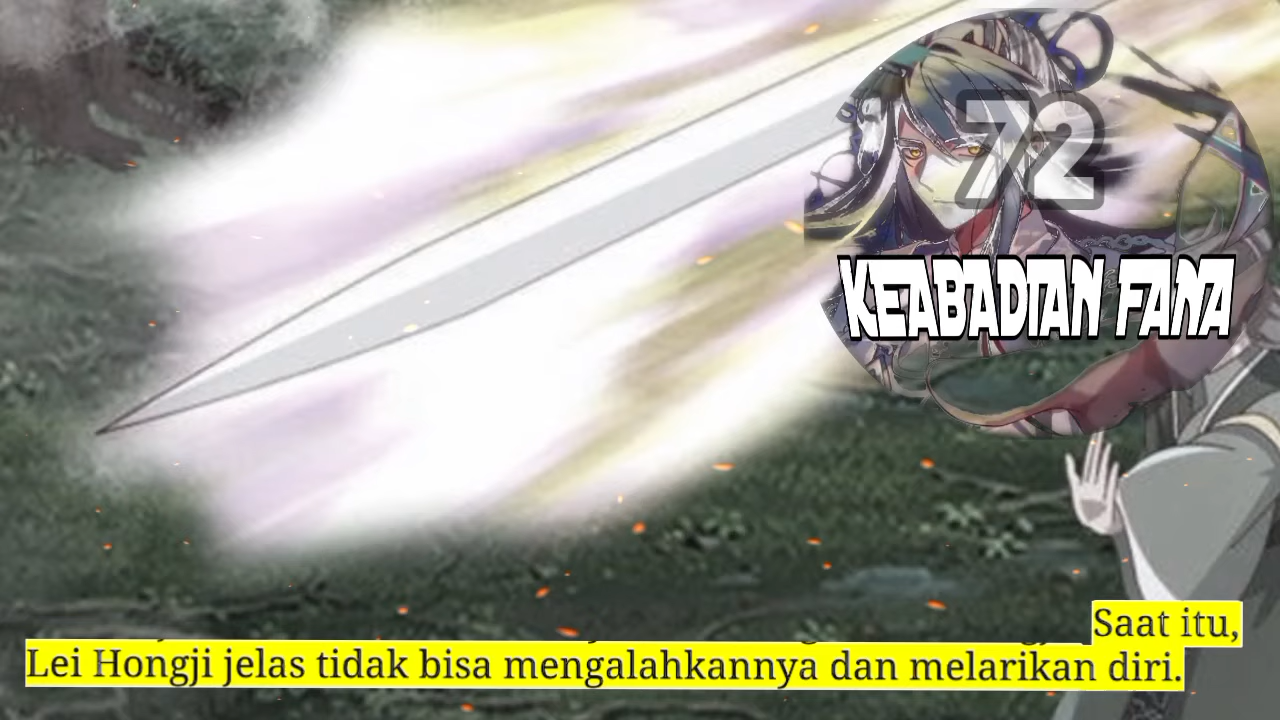 72
KEABADIAN FANA
Saat itu,
Lei Hongji jelas tidak bisa mengalahkannya dan melarikan diri.